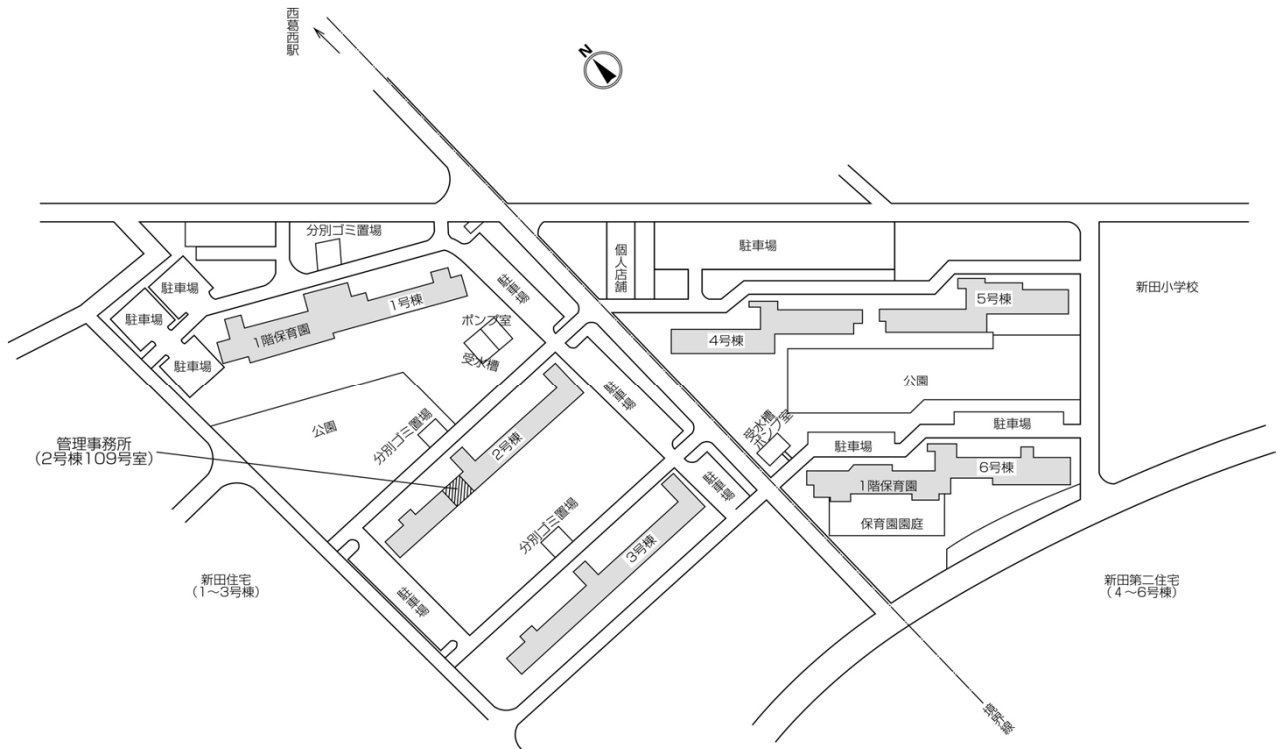 西葛西駅
N
分別ゴミ置場
駐車場
駐車場
駐車場
1号棟
1階保育園
駐車場
ポンプ室
受水槽
個人店舗
駐車場
5号棟
4号棟
新田小学校
公園
公園
分別ゴミ置場
2号棟
駐車場
管理事務所
(2号棟109号室)
受水槽
ポンプ室
駐車場
駐車場
6号棟
1階保育園
保育園園庭
駐車場
分別ゴミ置場
3号棟
駐車場
新田住宅
(1〜3号棟)
新田第二住宅
(4〜6号棟)
境界線